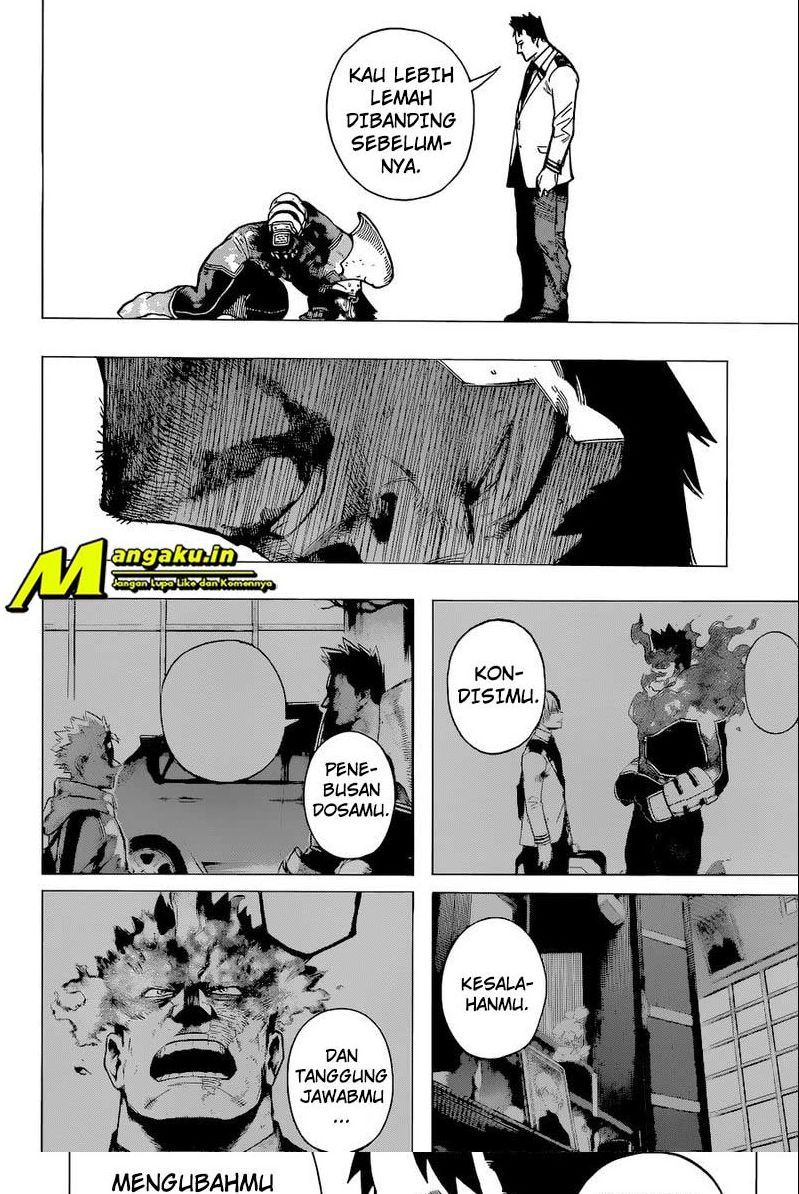 KAU LEBIH
LEMAH
DIBANDING
SEBELUM-
NYA.
Mangaku.in
Jangan Lupa Like dan Komennya
KON-
DISIMU.
PENE-
BUSAN
DOSAMU.
KESALA-
HANMU.
DAN
TANGGUNG
JAWABMU
...
MENGUBAHMU